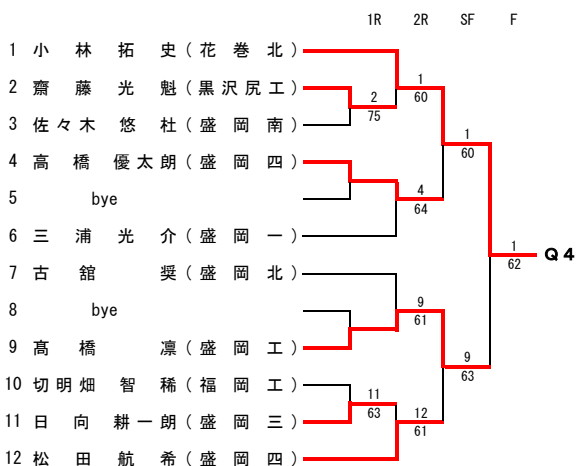 1R 2R SF F
1 小林拓史(花巻北)
1
2 齋藤光魁(黒沢尻工)
60
2
75
3 佐々木悠杜(盛岡南)
1
60
4 高橋優太朗(盛岡四)
5 bye
4
64
6 三浦光介(盛岡一)
1
62
Q4
7 古舘奨(盛岡北)
8 bye
9
61
9 髙橋凛(盛岡工)
9
63
10 切明畑智稀(福岡工)
11
63
11 日向耕一朗(盛岡三)
12
61
12 松田航希(盛岡四)